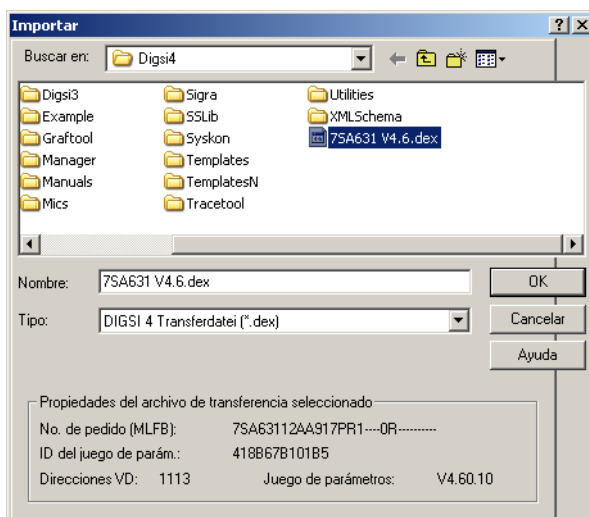 Importar
Buscar en: Digsi4
Digsi3 Sigra Utilities
Example SSLib XMLSchema
Graftool Syskon 7SA631 V4.6.dex
Manager Templates
Manuals TemplatesN
Mics Tracetool
Nombre: 7SA631 V4.6.dex OK
Tipo: DIGSI 4 Transferdatei (*.dex) Cancelar
Ayuda
Propiedades del archivo de transferencia seleccionado
No. de pedido (MLFB): 7SA63112AA917PR1----0R----------
ID del juego de parám.: 418B67B101B5
Direcciones VD: 1113 Juego de parámetros: V4.60.10